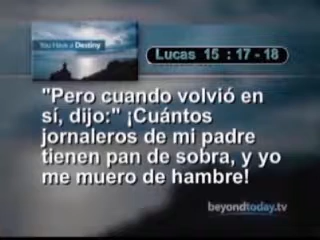 You Have a Destiny
Lucas 15 : 17 - 18
"Pero cuando volvió en
sí, dijo:" ¡Cuántos
jornaleros de mi padre
tienen pan de sobra, y yo
me muero de hambre!
beyondtoday.tv